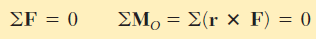 ΣF = 0 ΣM_O = Σ(r × F) = 0